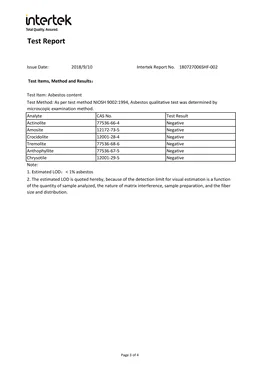 intertek
Total Quality. Assured.
Test Report
Issue Date: 2018/9/10 Intertek Report No. 180727006SHF-002
Test Items, Method and Results:
Test Item: Asbestos content
Test Method: As per test method NIOSH 9002:1994, Asbestos qualitative test was determined by
microscopic examination method.
Analyte CAS No. Test Result
Actinolite 77536-66-4 Negative
Amosite 12172-73-5 Negative
Crocidolite 12001-28-4 Negative
Tremolite 77536-68-6 Negative
Anthophyllite 77536-67-5 Negative
Chrysotile 12001-29-5 Negative
Note:
1. Estimated LOD: < 1% asbestos
2. The estimated LOD is quoted hereby, because of the detection limit for visual estimation is a function
of the quantity of sample analyzed, the nature of matrix interference, sample preparation, and the fiber
size and distribution.
Page 3 of 4